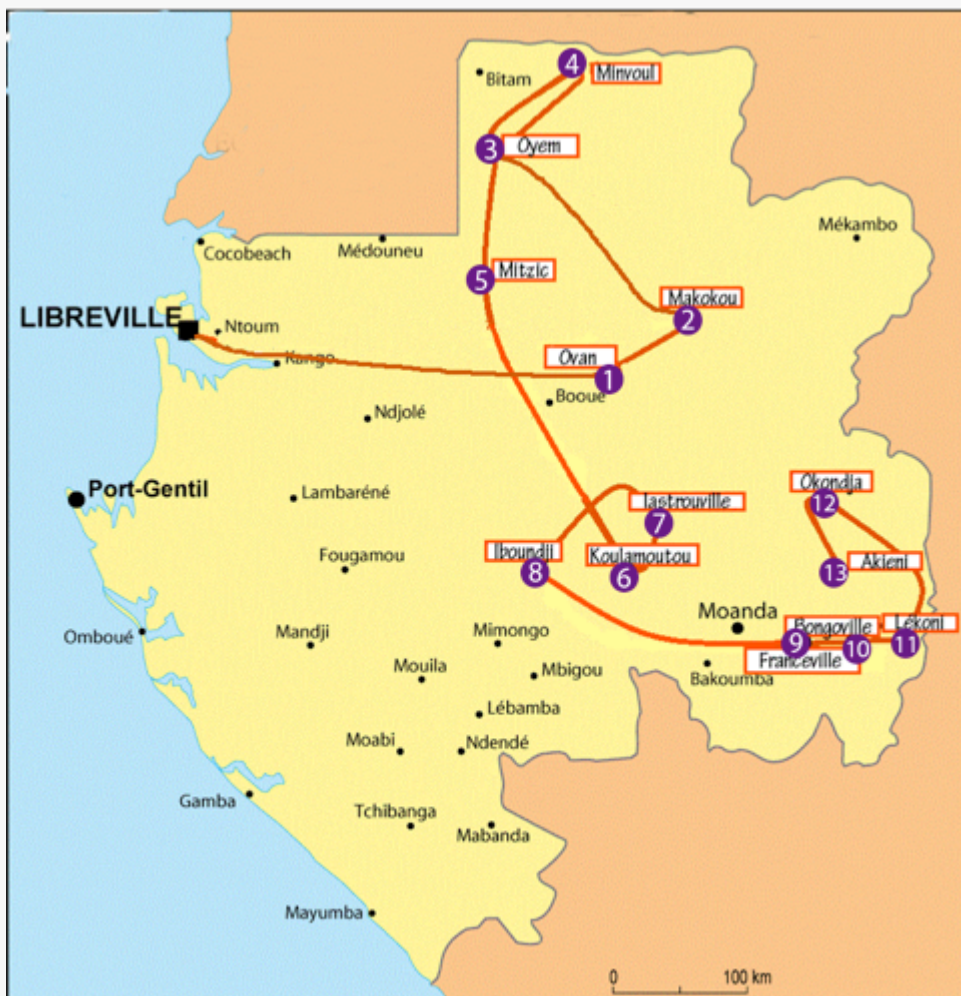 4
Minvoul
Bitam
3
Oyem
Mékambo
Cocobeach
Médouneu
5
Mitzic
Makokou
2
LIBREVILLE
Ntoum
Ovan
Kango
1
Booué
Ndjolé
Okondja
Port-Gentil
Lambaréné
12
lastrouville
7
Iboundji
Fougamou
Koulamoutou
Akieni
8
6
13
Moanda
Omboué
Mandji
Mimongo
Bongoville
Lékoni
9
10
11
Franceville
Mouila
Mbigou
Bakoumba
Lébamba
Moabi
Ndendé
Gamba
Tchibanga
Mabanda
Mayumba
0
100 km